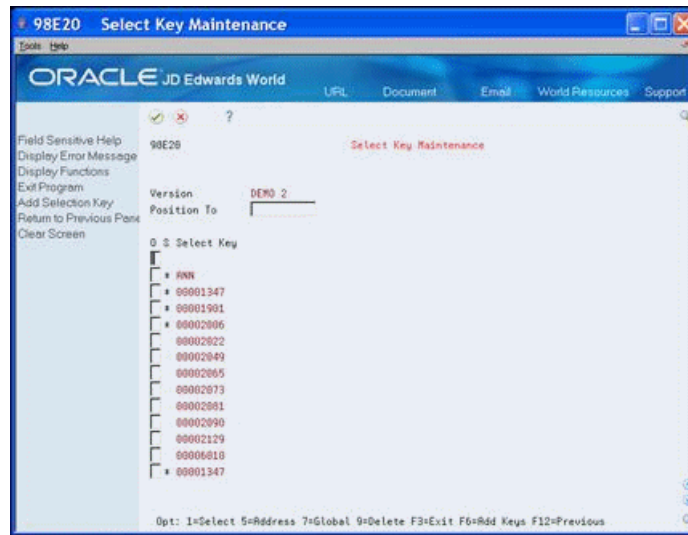 98E20 Select Key Maintenance
Tools Help
ORACLE JD Edwards World
URL Document Email World Resources Support
?
Field Sensitive Help
Display Error Message
Display Functions
Exit Program
Add Selection Key
Return to Previous Pane
Clear Screen
98E20 Select Key Maintenance
Version DEMO 2
Position To
O S Select Key
* ANN
* 00001347
* 00001901
* 00002006
00002022
00002049
00002065
00002073
00002081
00002090
00002129
00006010
* 00001347
Opt: 1=Select 5=Address 7=Global 9=Delete F3=Exit F6=Add Keys F12=Previous